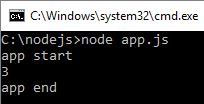 C:\Windows\system32\cmd.exe
C:\nodejs>node app.js
app start
3
app end